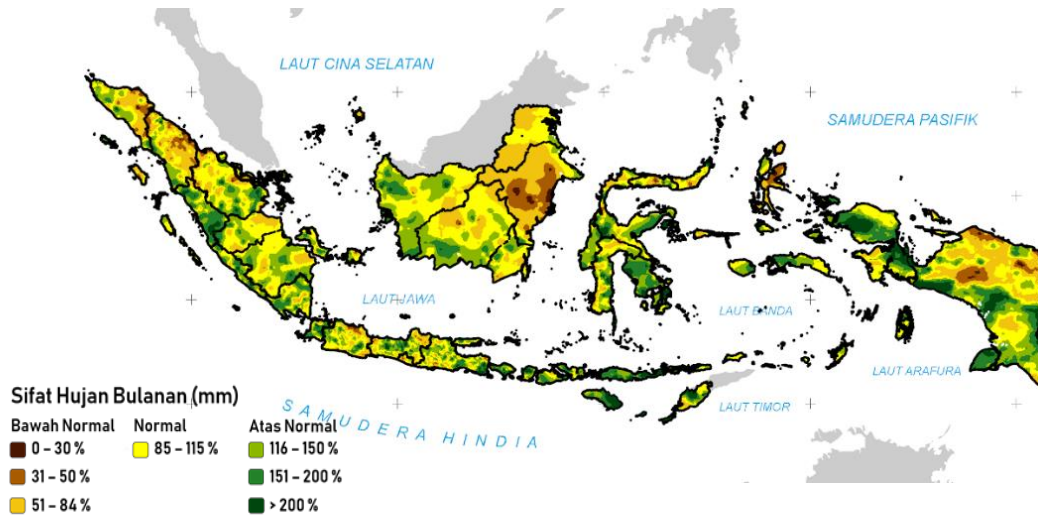 LAUT CINA SELATAN
SAMUDERA PASIFIK
LAUT JAWA
LAUT BANDA
LAUT ARAFURA
LAUT TIMOR
SAMUDERA HINDIA
Sifat Hujan Bulanan (mm)
Bawah Normal Normal Atas Normal
0 – 30 % 85 – 115 % 116 – 150 %
31 – 50 % 151 – 200 %
51 – 84 % > 200 %